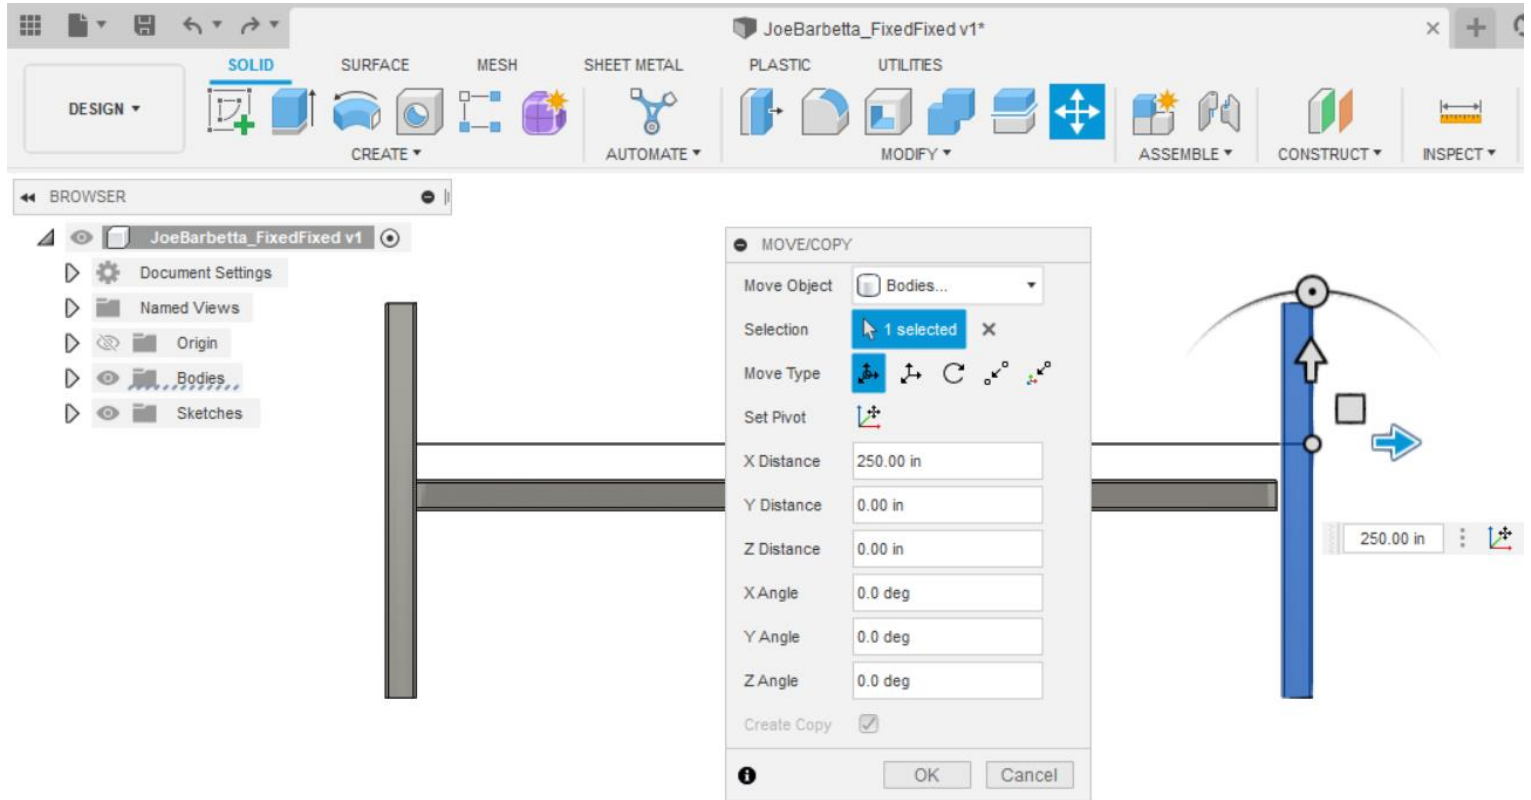 JoeBarbetta_FixedFixed v1*
SOLID SURFACE MESH SHEET METAL PLASTIC UTILITIES
DESIGN
CREATE AUTOMATE MODIFY ASSEMBLE CONSTRUCT INSPECT
BROWSER
JoeBarbetta_FixedFixed v1
Document Settings
Named Views
Origin
Bodies
Sketches
MOVE/COPY
Move Object Bodies...
Selection 1 selected
Move Type
Set Pivot
X Distance 250.00 in
Y Distance 0.00 in
Z Distance 0.00 in
X Angle 0.0 deg
Y Angle 0.0 deg
Z Angle 0.0 deg
Create Copy
OK Cancel
250.00 in